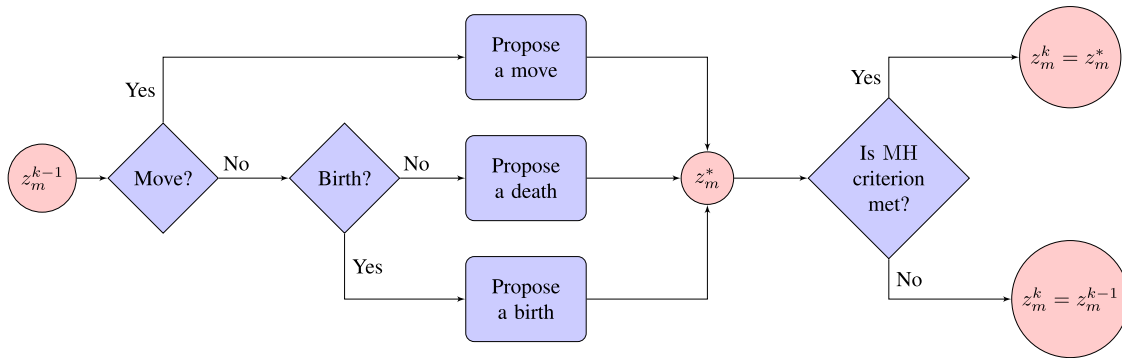 Propose
a move
$z_m^k = z_m^*$
Yes
Yes
$z_m^{k-1}$
Move?
No
Birth?
No
Propose
a death
$z_m^*$
Is MH
criterion
met?
Yes
Propose
a birth
No
$z_m^k = z_m^{k-1}$